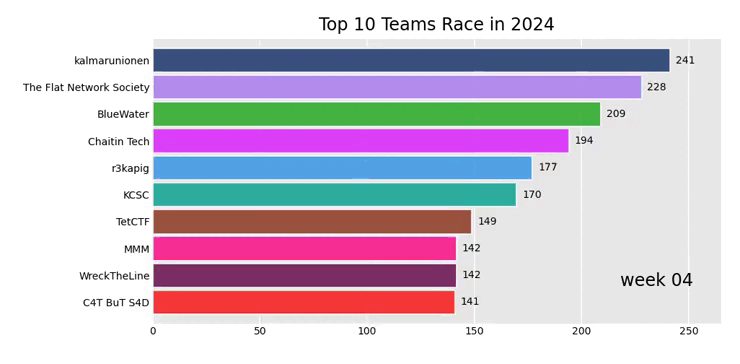 Top 10 Teams Race in 2024
kalmarunionen 241
The Flat Network Society 228
BlueWater 209
Chaitin Tech 194
r3kapig 177
KCSC 170
TetCTF 149
MMM 142
WreckTheLine 142
week 04
C4T BuT S4D 141
0 50 100 150 200 250